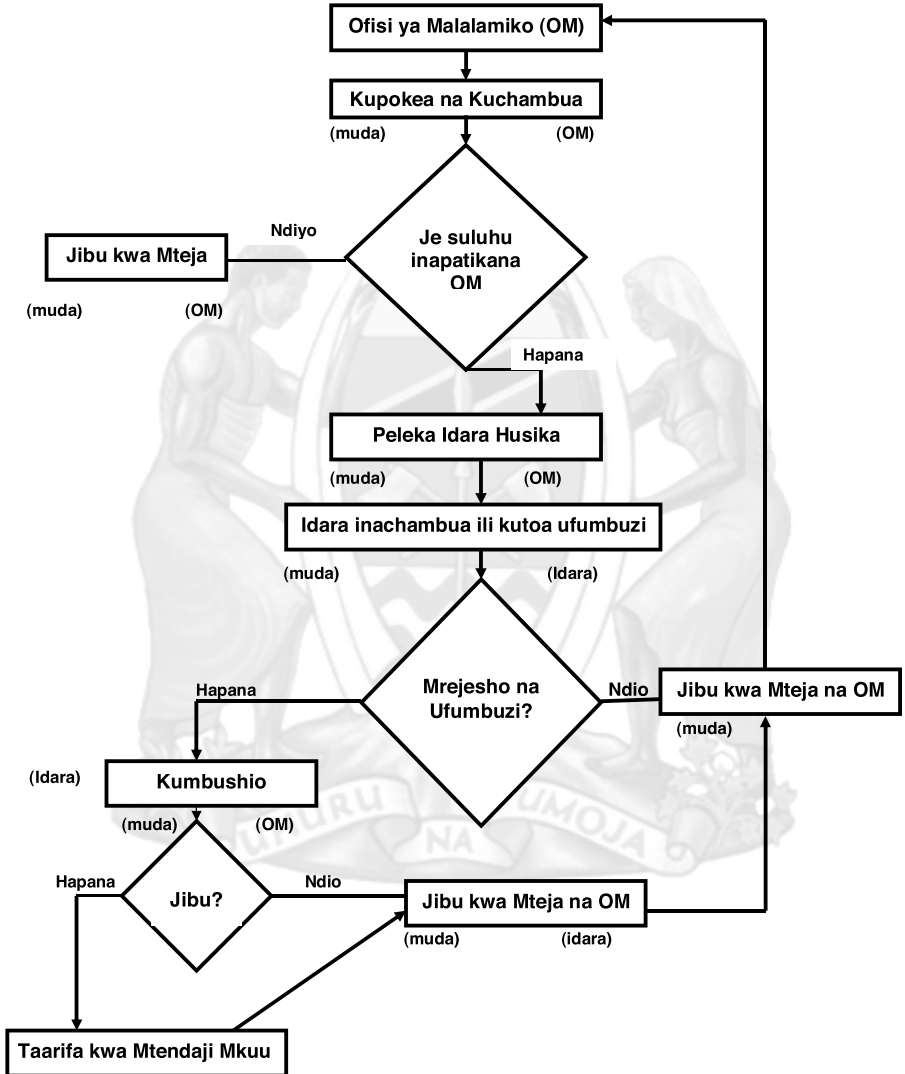 Ofisi ya Malalamiko (OM)
Kupokea na Kuchambua
(muda) (OM)
Je suluhu
inapatikana
OM
Ndiyo
Jibu kwa Mteja
(muda) (OM)
Hapana
Peleka Idara Husika
(muda) (OM)
Idara inachambua ili kutoa ufumbuzi
(muda) (Idara)
Mrejesho na
Ufumbuzi?
Ndio
Jibu kwa Mteja na OM
(muda)
Hapana
(Idara)
Kumbushio
(muda) (OM)
Jibu?
Ndio
Jibu kwa Mteja na OM
(muda) (idara)
Hapana
Taarifa kwa Mtendaji Mkuu
UHURU
NA
UMOJA